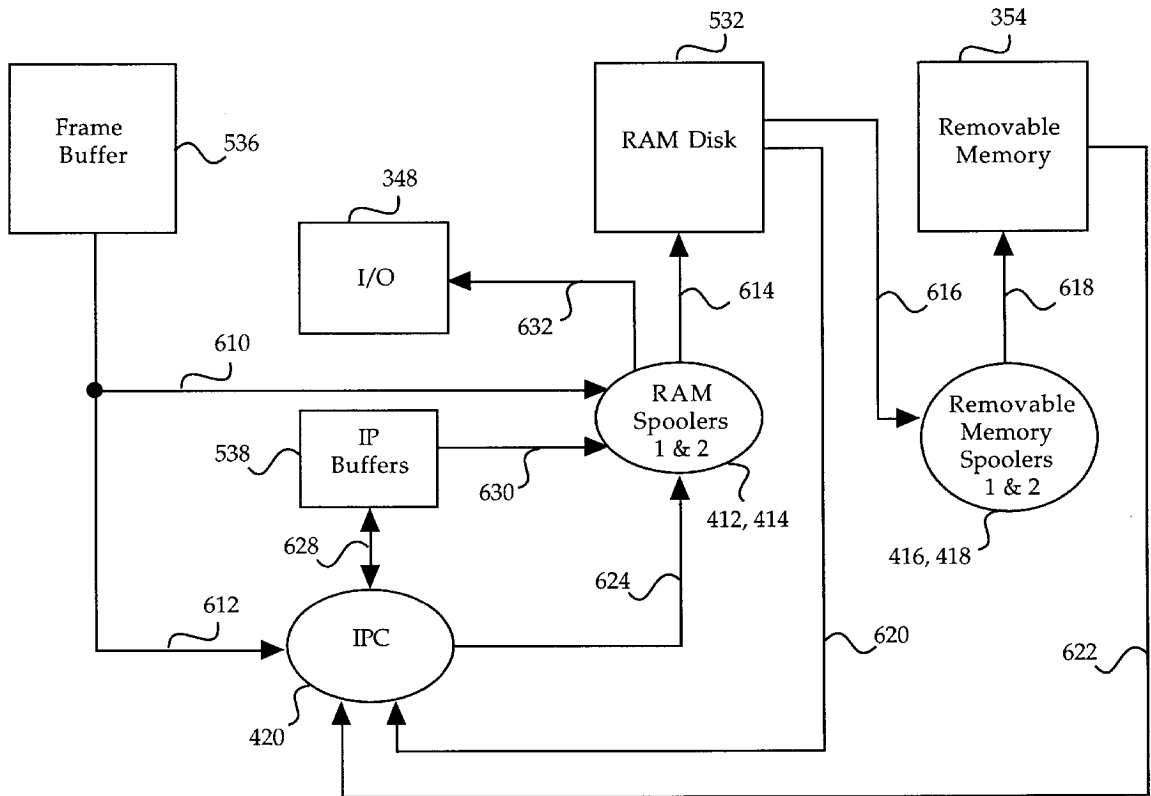 532
354
Frame
Buffer
536
RAM Disk
Removable
Memory
348
I/O
632
614
616
618
610
RAM
Spoolers
1 & 2
Removable
Memory
Spoolers
1 & 2
538
IP
Buffers
630
412, 414
416, 418
628
624
612
IPC
620
622
420